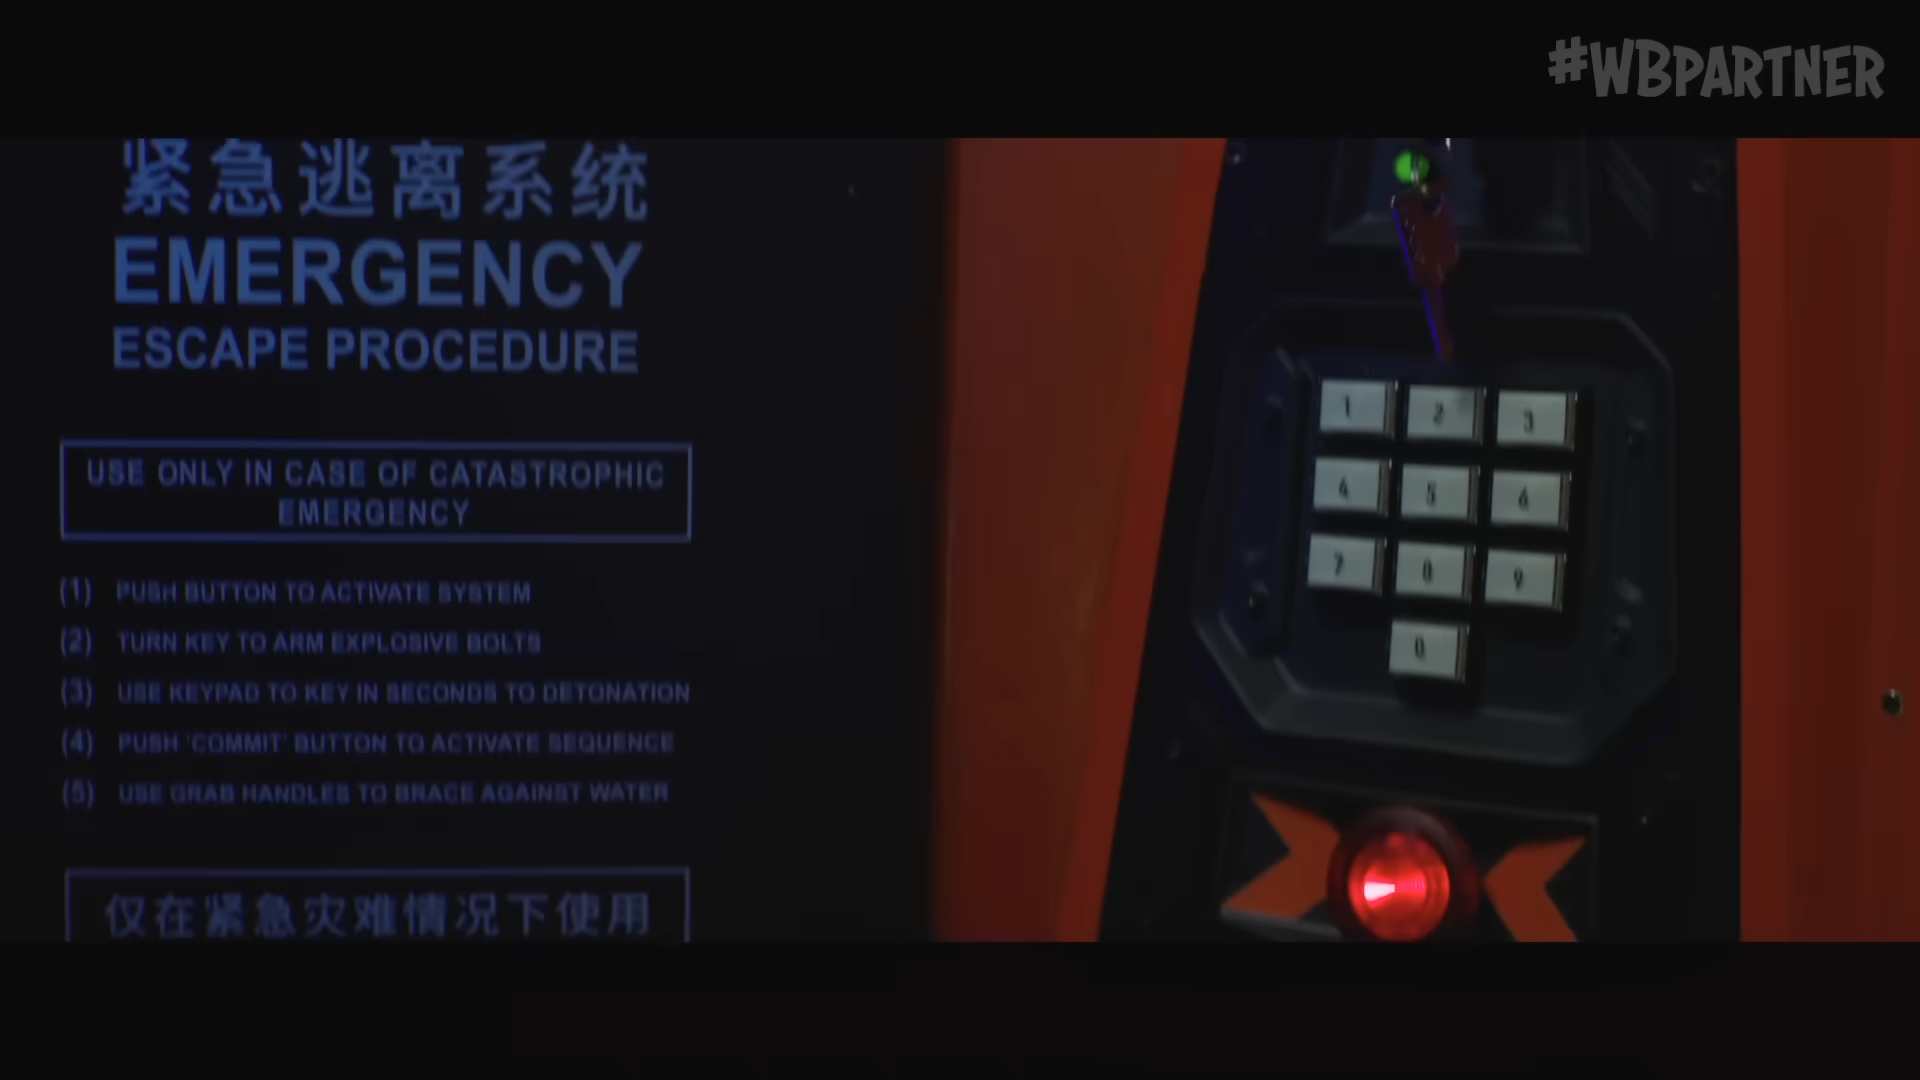 #WBPARTNER
紧急逃离系统
EMERGENCY
ESCAPE PROCEDURE
USE ONLY IN CASE OF CATASTROPHIC
EMERGENCY
(1) PUSH BUTTON TO ACTIVATE SYSTEM
(2) TURN KEY TO ARM EXPLOSIVE BOLTS
(3) USE KEYPAD TO KEY IN SECONDS TO DETONATION
(4) PUSH 'COMMIT' BUTTON TO ACTIVATE SEQUENCE
(5) USE GRAB HANDLES TO BRACE AGAINST WATER
仅在紧急灾难情况下使用
1 2 3
4 5 6
7 8 9
0